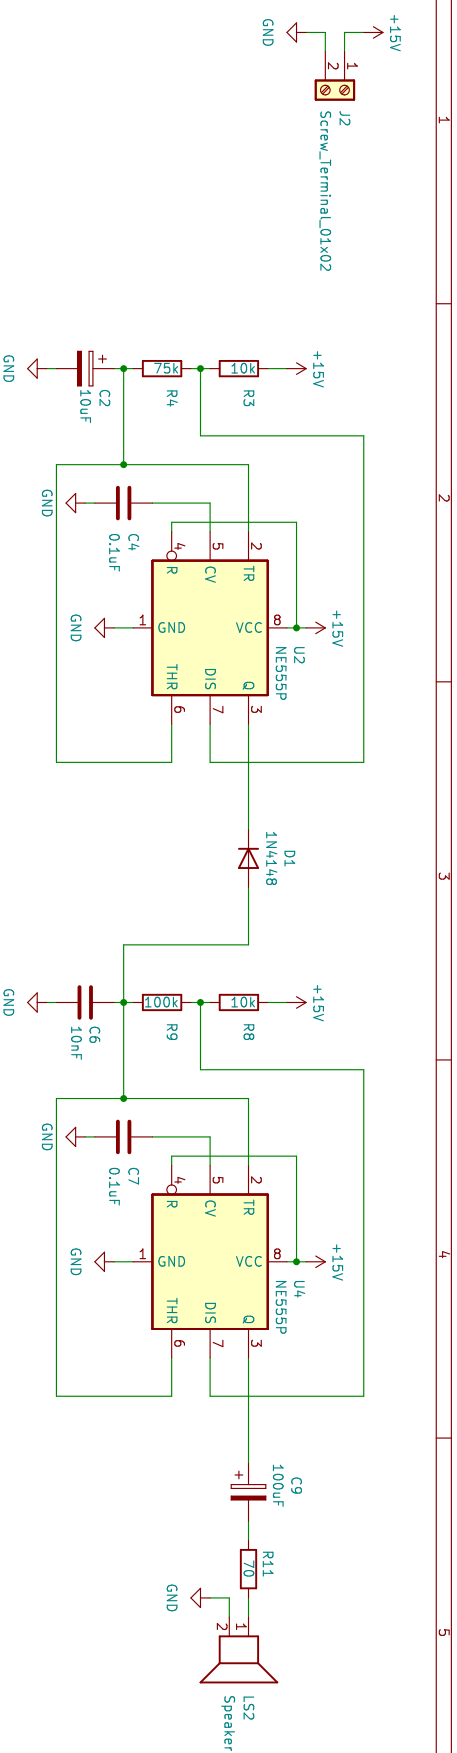 1
2
3
4
5
+15V
GND
1
2
J2
Screw_Terminal_01x02
+15V
R3
10k
R4
75k
C2
10uF
+
GND
C4
0.1uF
GND
+15V
U2
NE555P
2
TR
5
CV
4
R
8
VCC
1
GND
GND
3
Q
7
DIS
6
THR
D1
1N4148
+15V
R8
10k
R9
100k
C6
10nF
GND
C7
0.1uF
GND
+15V
U4
NE555P
2
TR
5
CV
4
R
8
VCC
1
GND
GND
3
Q
7
DIS
6
THR
C9
100uF
+
R11
70
GND
1
2
LS2
Speaker